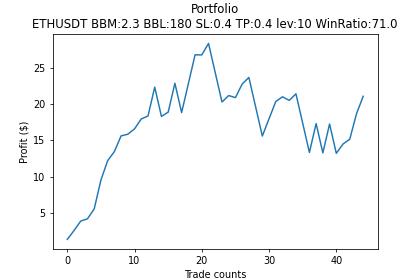 Portfolio
ETHUSDT BBM:2.3 BBL:180 SL:0.4 TP:0.4 lev:10 WinRatio:71.0
25
20
15
10
5
Profit ($)
0 10 20 30 40
Trade counts